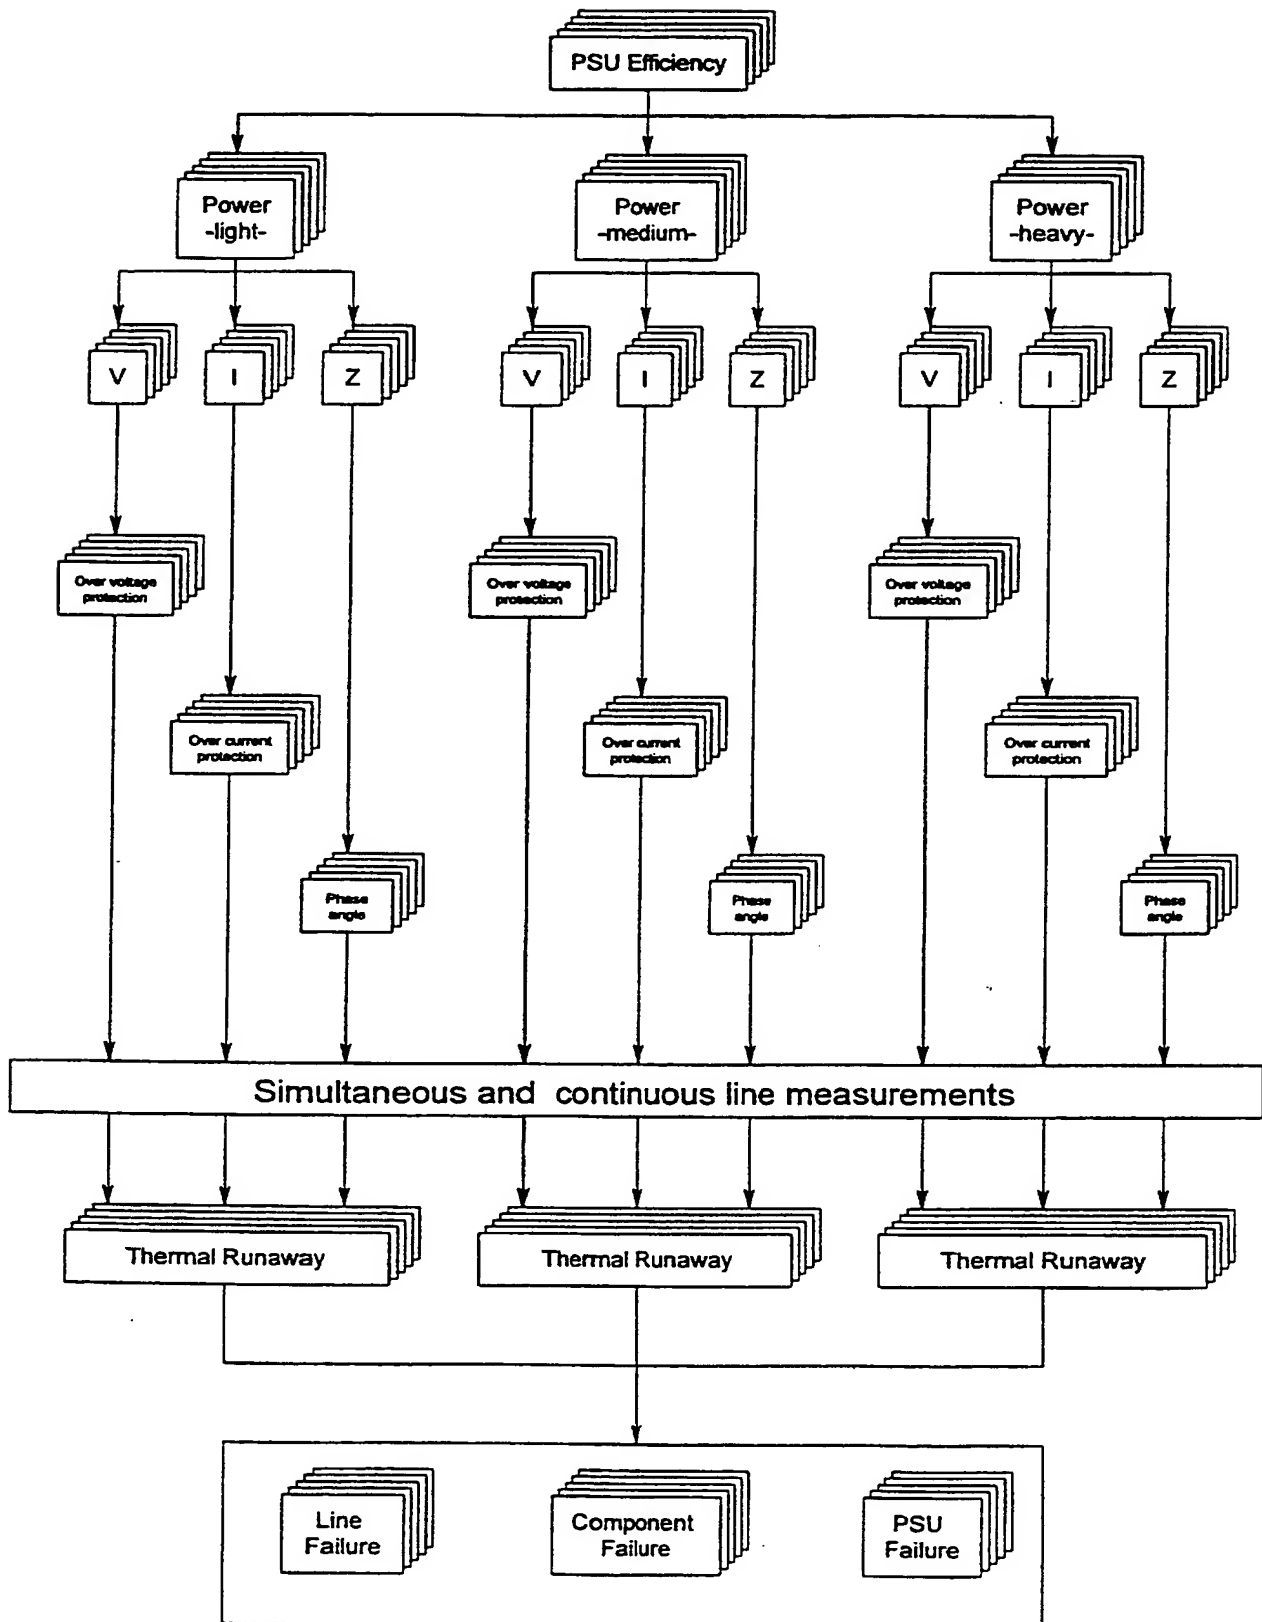 PSU Efficiency
Power
-light-
Power
-medium-
Power
-heavy-
V
I
Z
V
I
Z
V
I
Z
Over voltage
protection
Over voltage
protection
Over voltage
protection
Over current
protection
Over current
protection
Over current
protection
Phase
angle
Phase
angle
Phase
angle
Simultaneous and continuous line measurements
Thermal Runaway
Thermal Runaway
Thermal Runaway
Line
Failure
Component
Failure
PSU
Failure